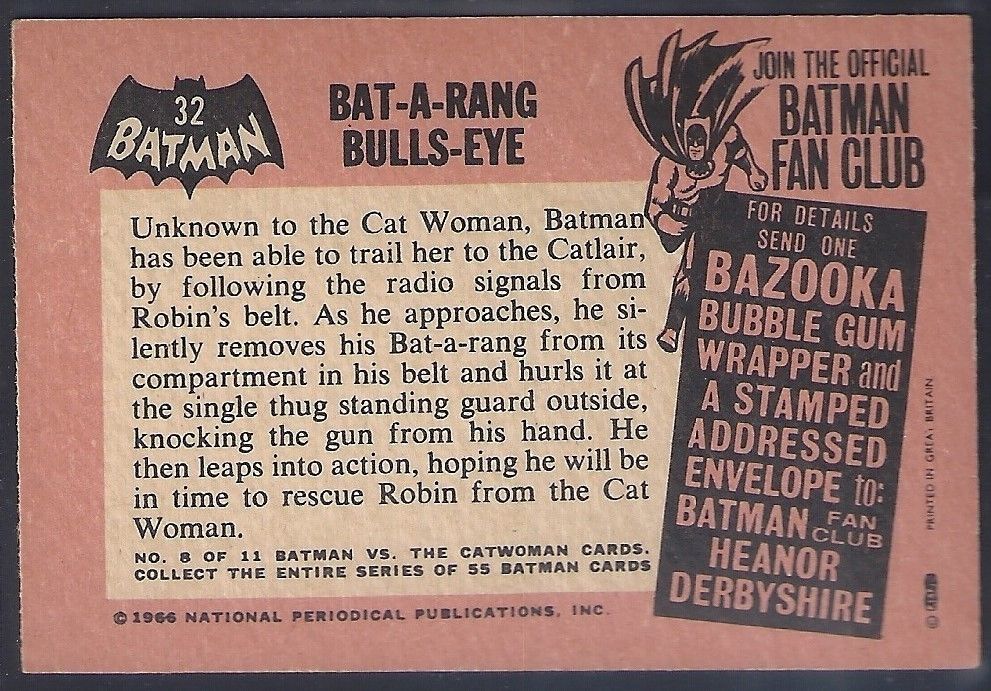 32
BATMAN
BAT-A-RANG
BULLS-EYE
Unknown to the Cat Woman, Batman
has been able to trail her to the Catlair,
by following the radio signals from
Robin's belt. As he approaches, he si-
lently removes his Bat-a-rang from its
compartment in his belt and hurls it at
the single thug standing guard outside,
knocking the gun from his hand. He
then leaps into action, hoping he will be
in time to rescue Robin from the Cat
Woman.
NO. 8 OF 11 BATMAN VS. THE CATWOMAN CARDS.
COLLECT THE ENTIRE SERIES OF 55 BATMAN CARDS
© 1966 NATIONAL PERIODICAL PUBLICATIONS, INC.
JOIN THE OFFICIAL
BATMAN
FAN CLUB
FOR DETAILS
SEND ONE
BAZOOKA
BUBBLE GUM
WRAPPER and
A STAMPED
ADDRESSED
ENVELOPE to:
BATMAN FAN CLUB
HEANOR
DERBYSHIRE
PRINTED IN GREAT BRITAIN
©